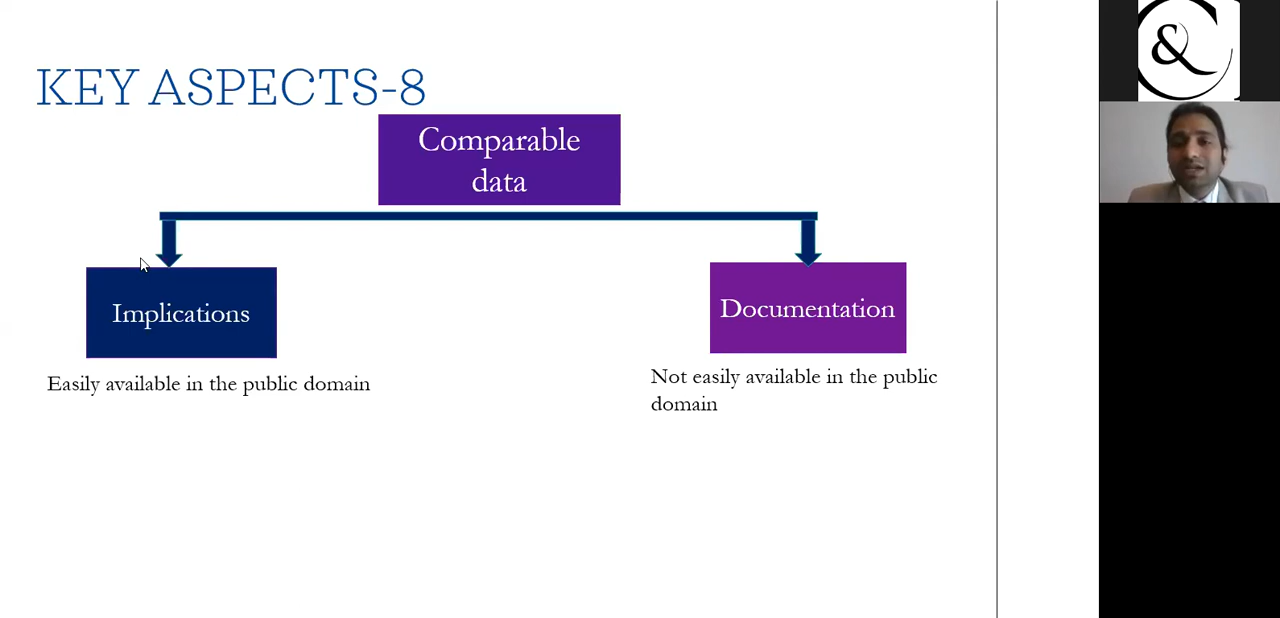 KEY ASPECTS-8
Comparable
data
Implications
Documentation
Easily available in the public domain
Not easily available in the public
domain
&